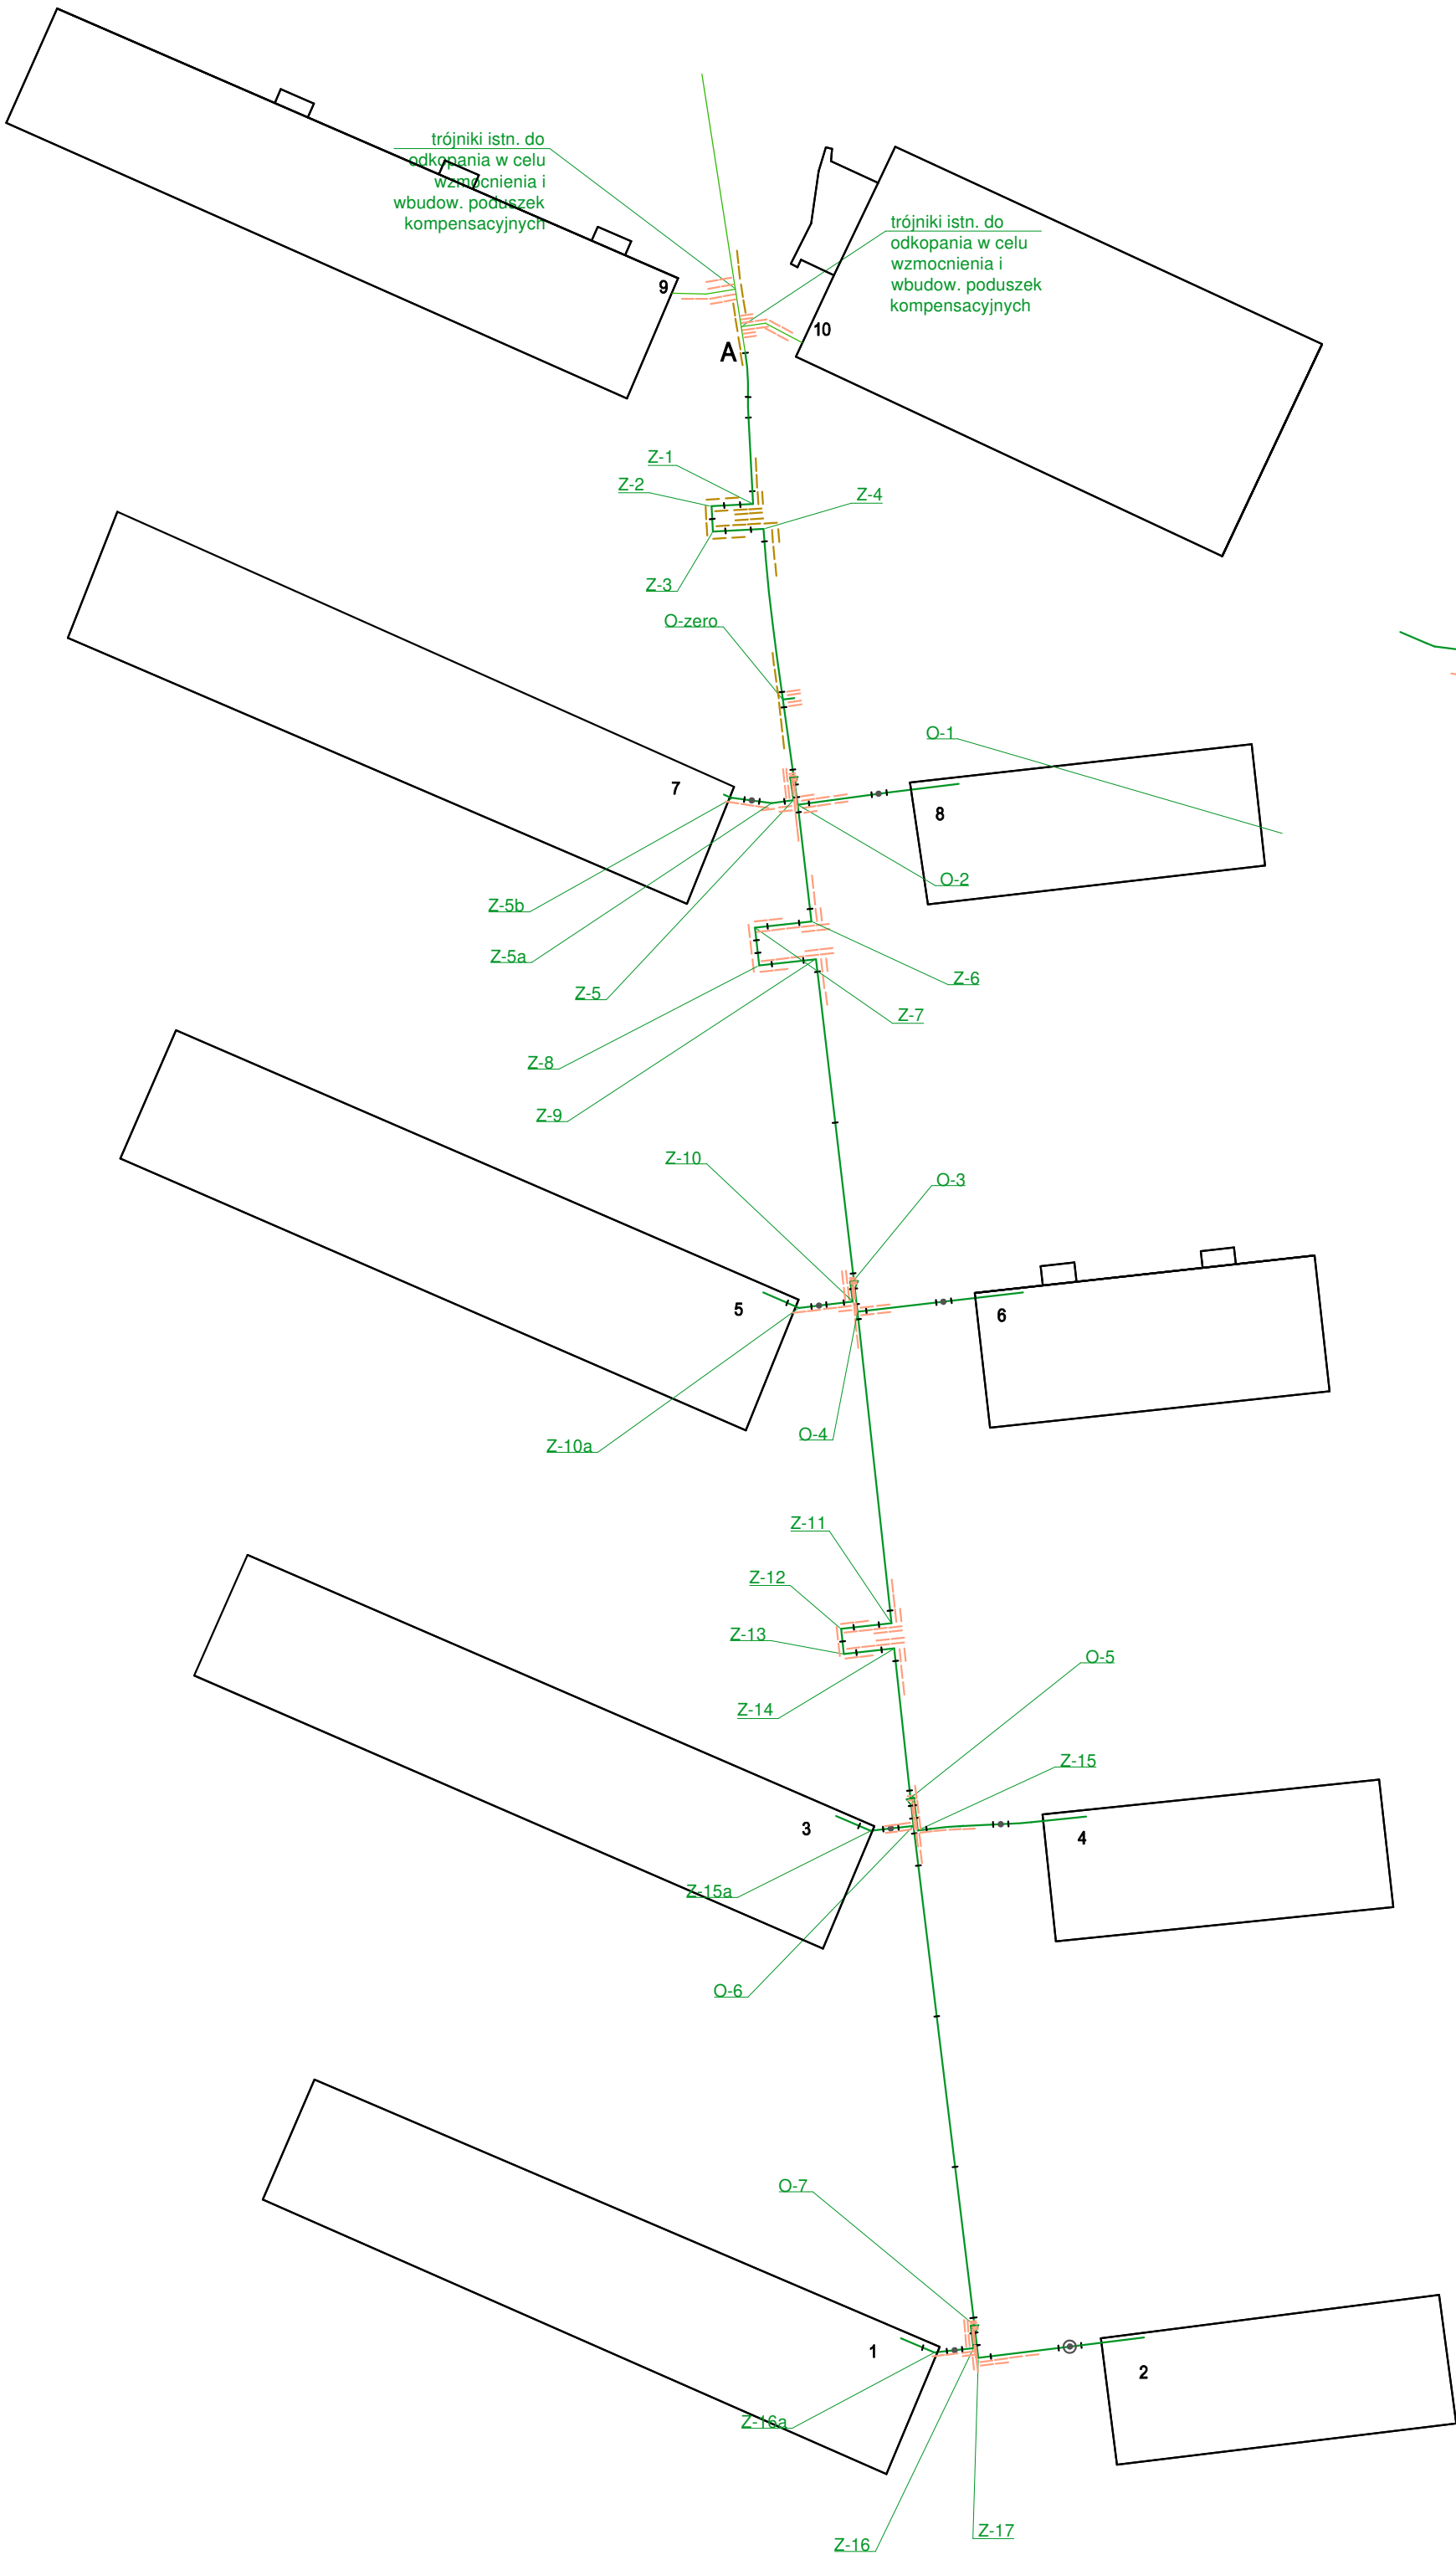 trójniki istn. do
odkopania w celu
wzmocnienia i
wbudow. poduszek
kompensacyjnych
trójniki istn. do
odkopania w celu
wzmocnienia i
wbudow. poduszek
kompensacyjnych
9
10
A
Z-1
Z-2
Z-4
Z-3
O-zero
O-1
7
8
O-2
Z-5b
Z-5a
Z-6
Z-5
Z-7
Z-8
Z-9
Z-10
O-3
5
6
O-4
Z-10a
Z-11
Z-12
Z-13
O-5
Z-14
Z-15
3
4
Z-15a
O-6
O-7
1
2
Z-16a
Z-17
Z-16